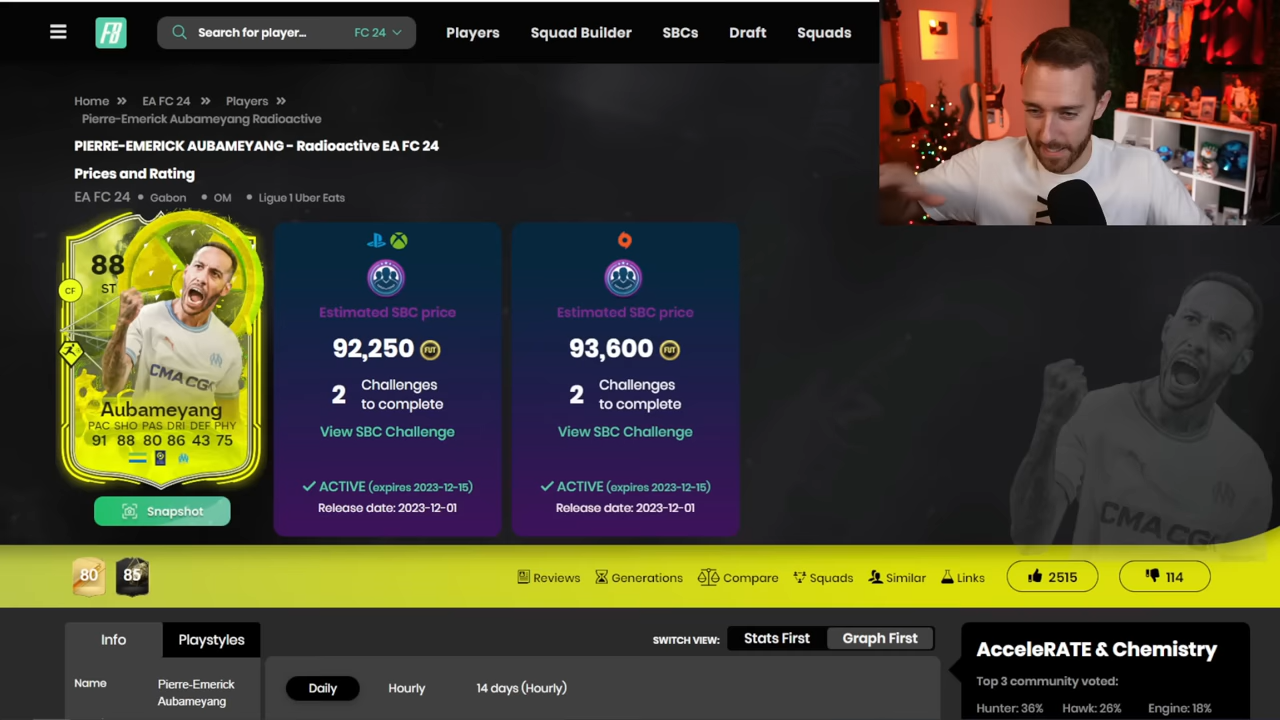 FB
Search for player...
FC 24
Players
Squad Builder
SBCs
Draft
Squads
Home » EA FC 24 » Players »
Pierre-Emerick Aubameyang Radioactive
PIERRE-EMERICK AUBAMEYANG - Radioactive EA FC 24
Prices and Rating
EA FC 24 • Gabon • OM • Ligue 1 Uber Eats
88
ST
CF
CMA CG
Aubameyang
PAC SHO PAS DRI DEF PHY
91 88 80 86 43 75
Snapshot
Estimated SBC price
92,250 FUT
2 Challenges
to complete
View SBC Challenge
ACTIVE (expires 2023-12-15)
Release date: 2023-12-01
Estimated SBC price
93,600 FUT
2 Challenges
to complete
View SBC Challenge
ACTIVE (expires 2023-12-15)
Release date: 2023-12-01
CMA CG
80
85
Reviews
Generations
Compare
Squads
Similar
Links
2515
114
Info
Playstyles
SWITCH VIEW:
Stats First
Graph First
Name
Pierre-Emerick
Aubameyang
Daily
Hourly
14 days (Hourly)
AcceleRATE & Chemistry
Top 3 community voted:
Hunter: 36%
Hawk: 26%
Engine: 18%